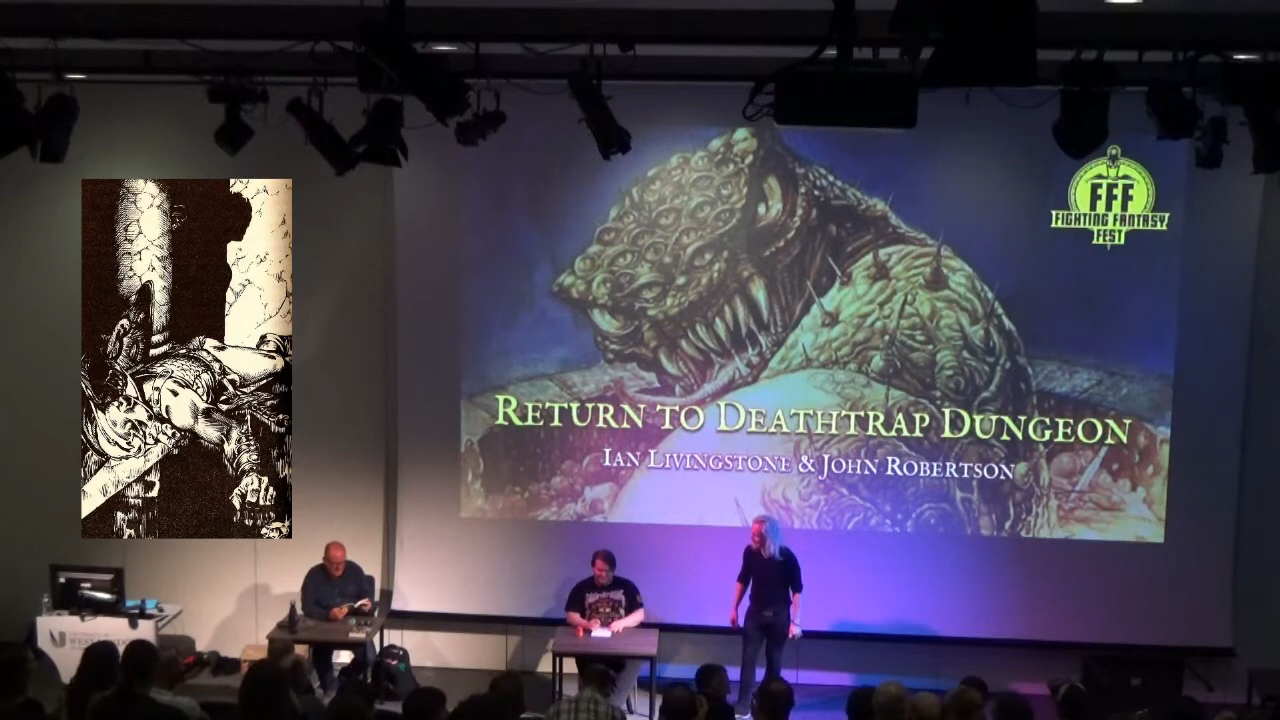 FFF
FIGHTING FANTASY
FEST
RETURN TO DEATHTRAP DUNGEON
IAN LIVINGSTONE & JOHN ROBERTSON